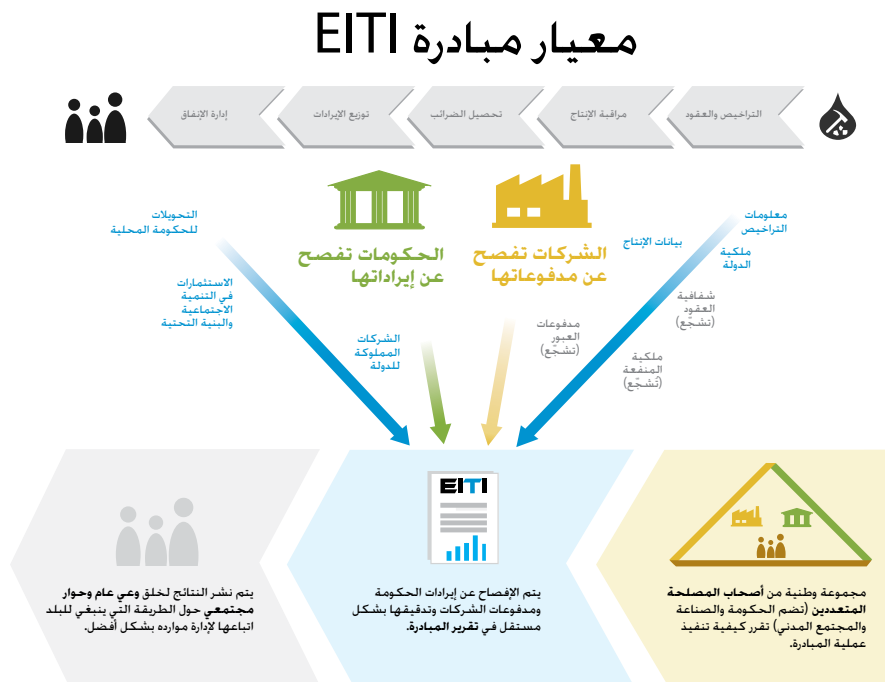 معيار مبادرة EITI
التراخيص والعقود
مراقبة الإنتاج
تحصيل الضرائب
توزيع الإيرادات
إدارة الإنفاق
معلومات
التراخيص
ملكية
الدولة
بيانات الإنتاج
شفافية
العقود
(تشجّع)
ملكية
المنفعة
(تُشجّع)
الشركات تفصح
عن مدفوعاتها
مدفوعات
العبور
(تشجّع)
الحكومات تفصح
عن إيراداتها
الشركات
المملوكة
للدولة
التحويلات
للحكومة المحلية
الاستثمارات
في التنمية
الاجتماعية
والبنية التحتية
مجموعة وطنية من أصحاب المصلحة
المتعددين (تضم الحكومة والصناعة
والمجتمع المدني) تقرر كيفية تنفيذ
عملية المبادرة.
EITI
يتم الإفصاح عن إيرادات الحكومة
ومدفوعات الشركات وتدقيقها بشكل
مستقل في تقرير المبادرة.
يتم نشر النتائج لخلق وعي عام وحوار
مجتمعي حول الطريقة التي ينبغي للبلد
اتباعها لإدارة موارده بشكل أفضل.